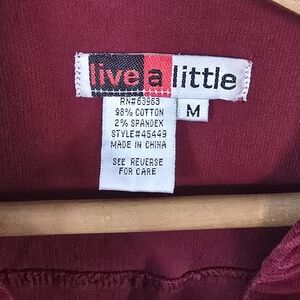 live a little
RN#63963
98% COTTON
2% SPANDEX
STYLE#45449
MADE IN CHINA
SEE REVERSE
FOR CARE
M